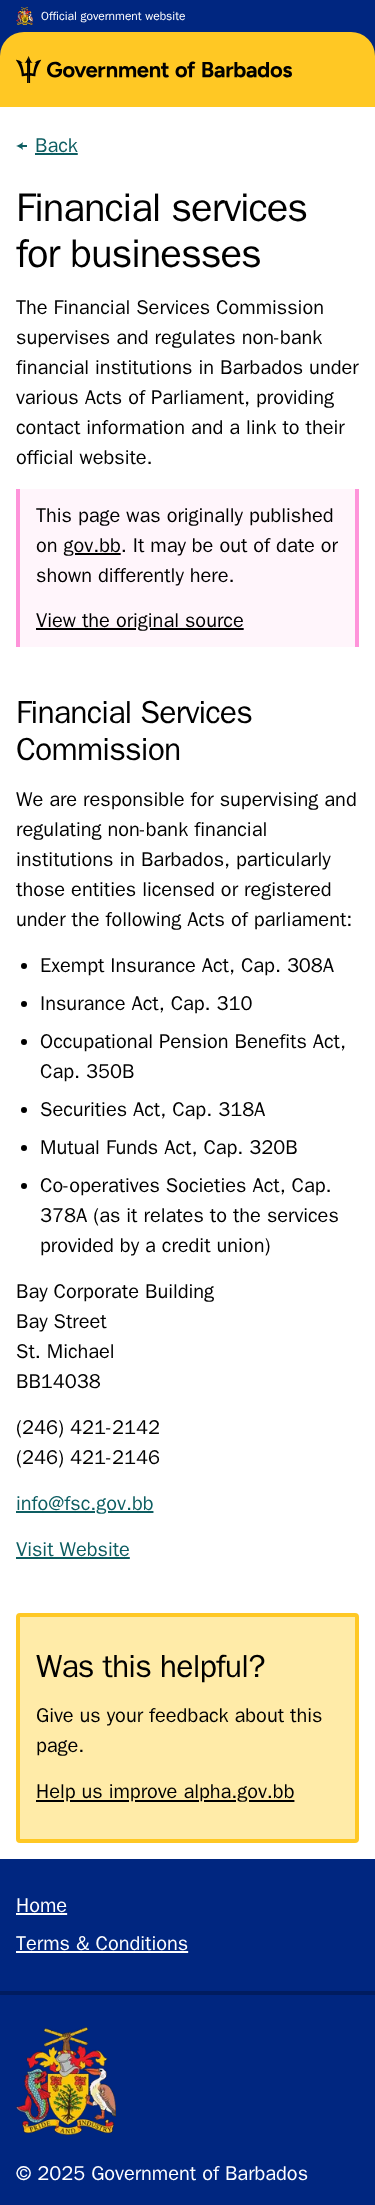 Official government website
Government of Barbados
← Back
Financial services
for businesses
The Financial Services Commission
supervises and regulates non-bank
financial institutions in Barbados under
various Acts of Parliament, providing
contact information and a link to their
official website.
This page was originally published
on gov.bb. It may be out of date or
shown differently here.
View the original source
Financial Services
Commission
We are responsible for supervising and
regulating non-bank financial
institutions in Barbados, particularly
those entities licensed or registered
under the following Acts of parliament:
• Exempt Insurance Act, Cap. 308A
• Insurance Act, Cap. 310
• Occupational Pension Benefits Act,
Cap. 350B
• Securities Act, Cap. 318A
• Mutual Funds Act, Cap. 320B
• Co-operatives Societies Act, Cap.
378A (as it relates to the services
provided by a credit union)
Bay Corporate Building
Bay Street
St. Michael
BB14038
(246) 421-2142
(246) 421-2146
info@fsc.gov.bb
Visit Website
Was this helpful?
Give us your feedback about this
page.
Help us improve alpha.gov.bb
Home
Terms & Conditions
PRIDE AND INDUSTRY
© 2025 Government of Barbados